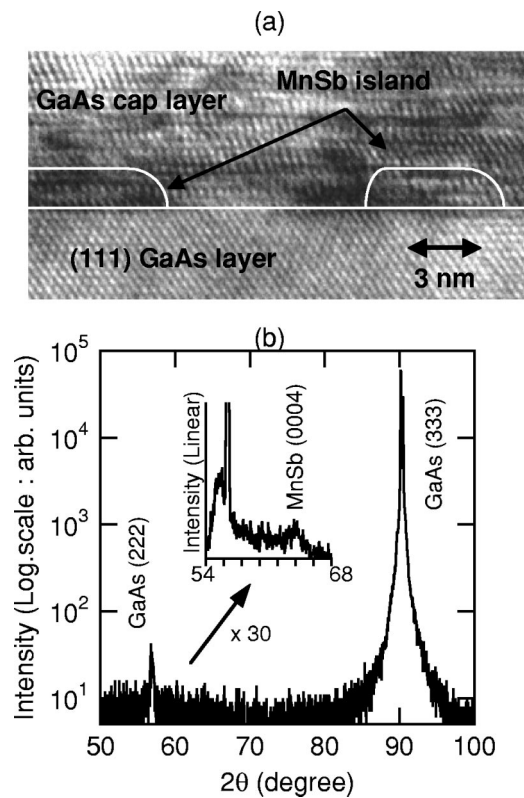 (a)
GaAs cap layer
MnSb island
(111) GaAs layer
3 nm
(b)
Intensity (Log.scale : arb. units)
10^5
10^4
10^3
10^2
10^1
GaAs (222)
Intensity (Linear)
MnSb (0004)
54
68
x 30
GaAs (333)
50
60
70
80
90
100
2θ (degree)